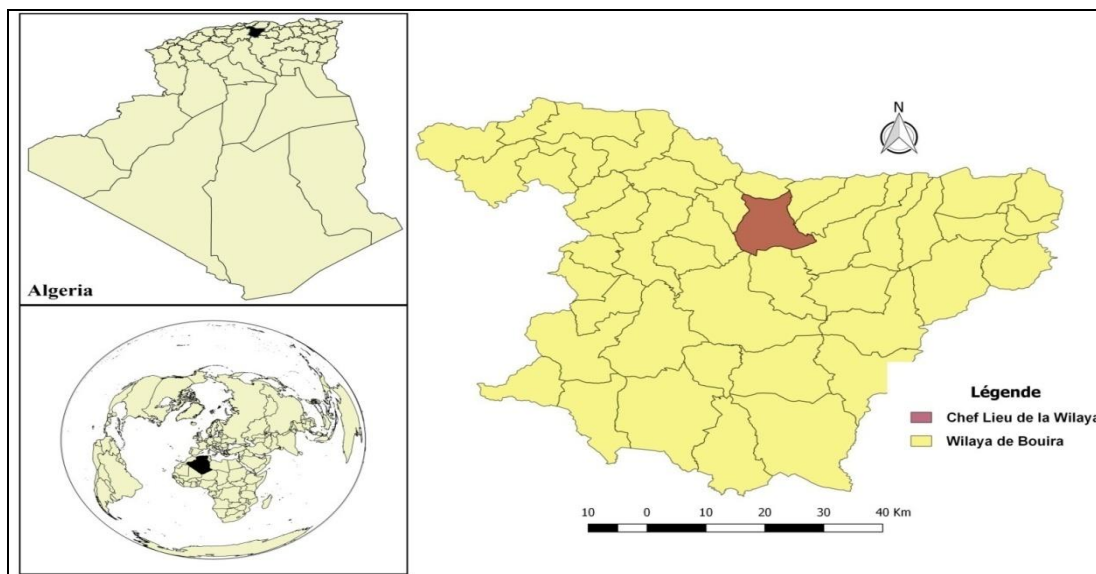 Algeria
N
Légende
Chef Lieu de la Wilaya
Wilaya de Bouira
10 0 10 20 30 40 Km